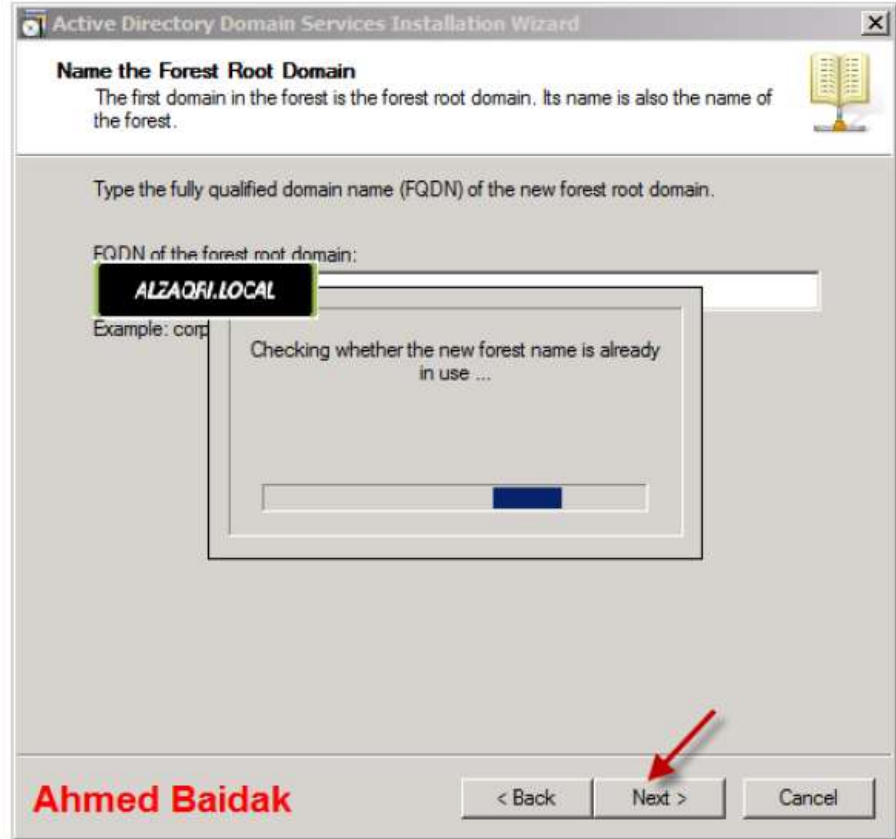 Active Directory Domain Services Installation Wizard
Name the Forest Root Domain
The first domain in the forest is the forest root domain. Its name is also the name of
the forest.
Type the fully qualified domain name (FQDN) of the new forest root domain.
FQDN of the forest root domain:
ALZAQRI.LOCAL
Example: corp
Checking whether the new forest name is already
in use ...
Ahmed Baidak
< Back
Next >
Cancel